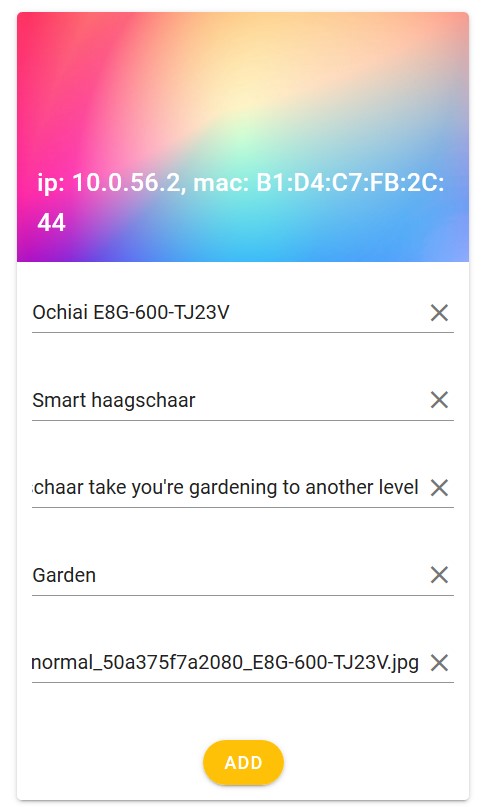 ip: 10.0.56.2, mac: B1:D4:C7:FB:2C:
44
Ochiai E8G-600-TJ23V
Smart haagschaar
chaar take you're gardening to another level
Garden
normal_50a375f7a2080_E8G-600-TJ23V.jpg
ADD